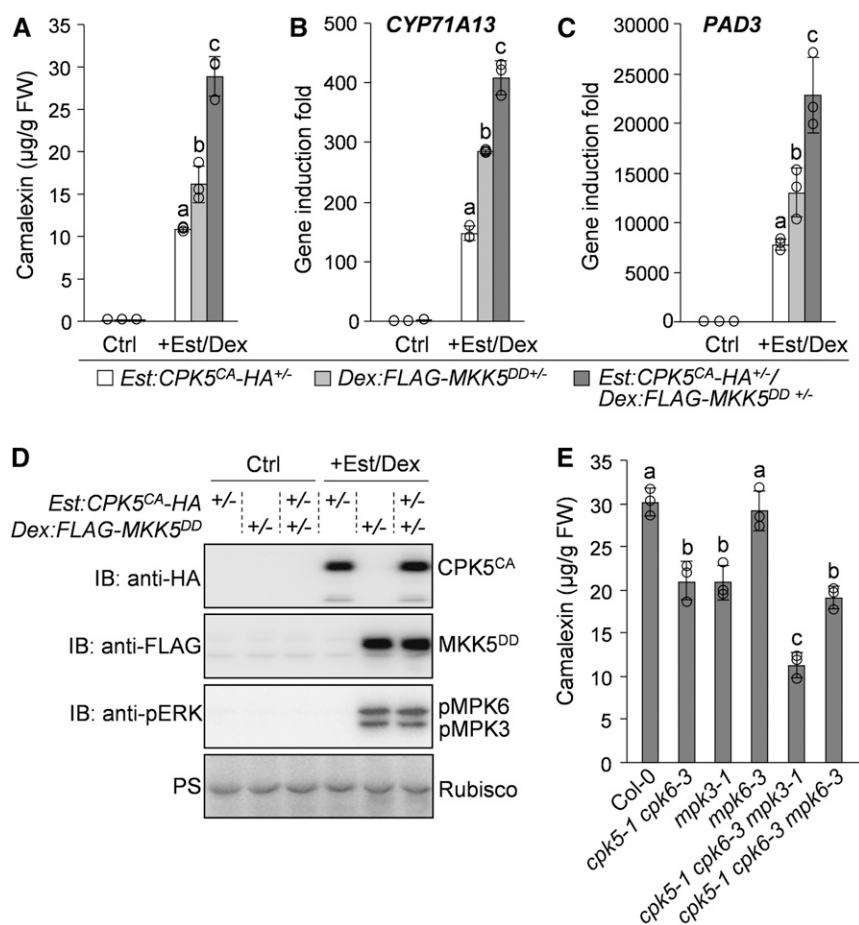 A
Camalexin (µg/g FW)
35
30
25
20
15
10
5
0
a
b
c
Ctrl
+Est/Dex
B
CYP71A13
Gene induction fold
500
400
300
200
100
0
a
b
c
Ctrl
+Est/Dex
C
PAD3
Gene induction fold
30000
25000
20000
15000
10000
5000
0
a
b
c
Ctrl
+Est/Dex
Est:CPK5CA-HA+/-
Dex:FLAG-MKK5DD+/-
Est:CPK5CA-HA+/-/
Dex:FLAG-MKK5DD +/-
D
Ctrl +Est/Dex
Est:CPK5CA-HA +/- +/- +/- +/-
Dex:FLAG-MKK5DD +/- +/- +/- +/-
IB: anti-HA CPK5CA
IB: anti-FLAG MKK5DD
IB: anti-pERK pMPK6
pMPK3
PS Rubisco
E
Camalexin (µg/g FW)
35
30
25
20
15
10
5
0
a
b
b
a
c
b
Col-0
cpk5-1 cpk6-3
mpk3-1
mpk6-3
cpk5-1 cpk6-3 mpk3-1
cpk5-1 cpk6-3 mpk6-3